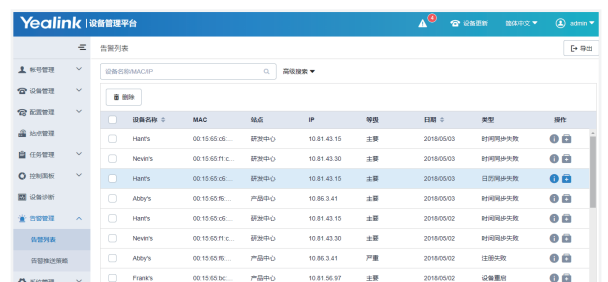 Yealink | 设备管理平台 4 设备更新 简体中文 admin
告警列表 导出
帐号管理 设备名称/MAC/IP 高级搜索
设备管理 删除
配置管理 设备名称 MAC 站点 IP 等级 日期 类型 操作
站点管理 Hant's 00:15:65:c6:... 研发中心 10.81.43.15 主要 2018/05/03 时间同步失败
任务管理 Nevin's 00:15:65:f1:c... 研发中心 10.81.43.30 主要 2018/05/03 时间同步失败
控制面板 Hant's 00:15:65:c6:... 研发中心 10.81.43.15 主要 2018/05/03 日历同步失败
设备诊断 Abby's 00:15:65:f6:... 产品中心 10.86.3.41 主要 2018/05/03 时间同步失败
告警管理 Hant's 00:15:65:c6:... 研发中心 10.81.43.15 主要 2018/05/02 时间同步失败
告警列表 Nevin's 00:15:65:f1:c... 研发中心 10.81.43.30 主要 2018/05/02 时间同步失败
告警推送策略 Abby's 00:15:65:f6:... 产品中心 10.86.3.41 严重 2018/05/02 注册失败
系统管理 Frank's 00:15:65:bc:... 产品中心 10.81.56.97 主要 2018/05/02 设备重启